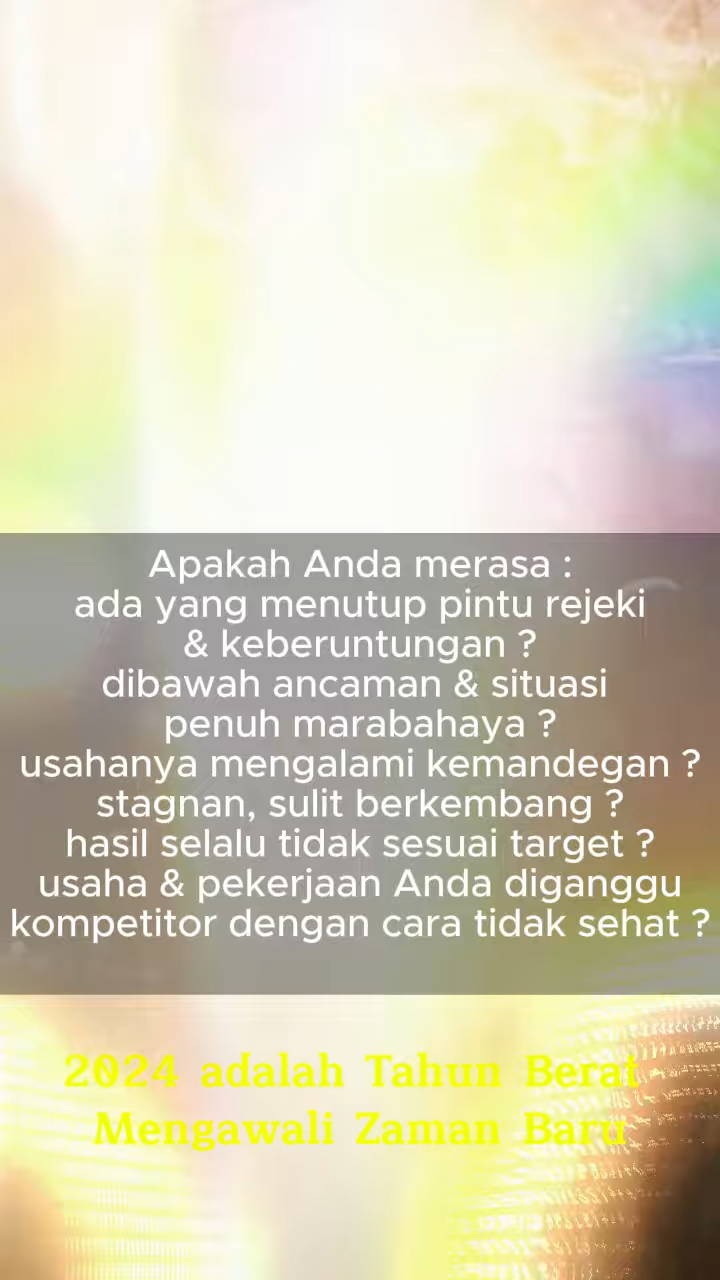 Apakah Anda merasa :
ada yang menutup pintu rejeki
& keberuntungan ?
dibawah ancaman & situasi
penuh marabahaya ?
usahanya mengalami kemandegan ?
stagnan, sulit berkembang ?
hasil selalu tidak sesuai target ?
usaha & pekerjaan Anda diganggu
kompetitor dengan cara tidak sehat ?
2024 adalah Tahun Berat
Mengawali Zaman Baru